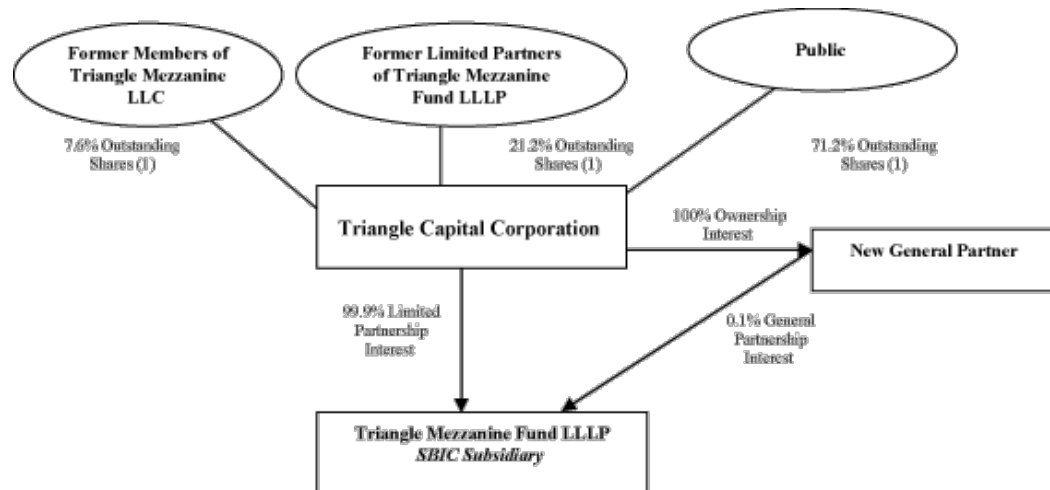 Former Members of
Triangle Mezzanine
LLC
Former Limited Partners
of Triangle Mezzanine
Fund LLLP
Public
7.6% Outstanding
Shares (1)
21.2% Outstanding
Shares (1)
71.2% Outstanding
Shares (1)
Triangle Capital Corporation
100% Ownership
Interest
New General Partner
99.9% Limited
Partnership
Interest
0.1% General
Partnership
Interest
Triangle Mezzanine Fund LLLP
SBIC Subsidiary